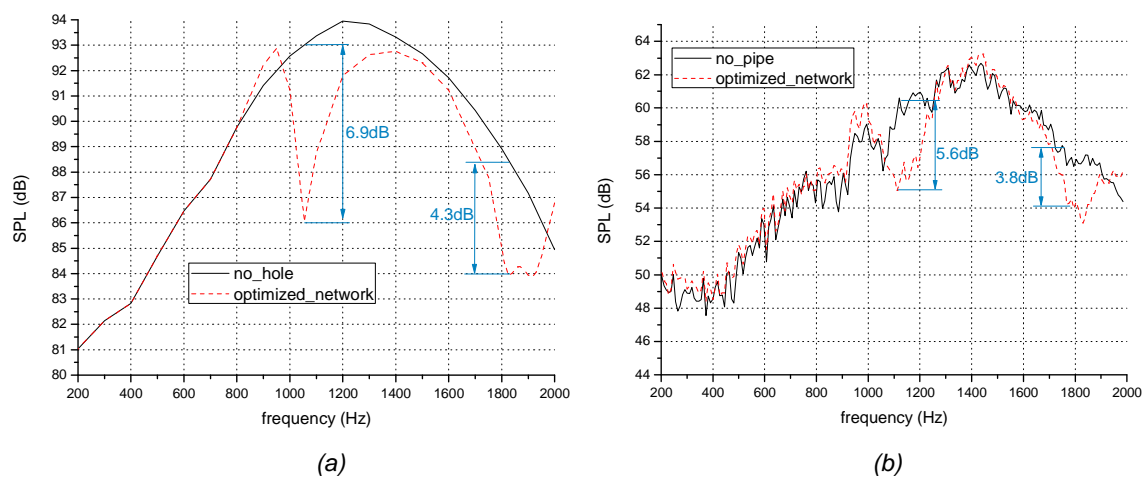 94
93
92
91
90
89
88
87
86
85
84
83
82
81
80
SPL (dB)
6.9dB
4.3dB
no_hole
optimized_network
200 400 600 800 1000 1200 1400 1600 1800 2000
frequency (Hz)
(a)
64
62
60
58
56
54
52
50
48
46
44
SPL (dB)
no_pipe
optimized_network
5.6dB
3.8dB
200 400 600 800 1000 1200 1400 1600 1800 2000
frequency (Hz)
(b)